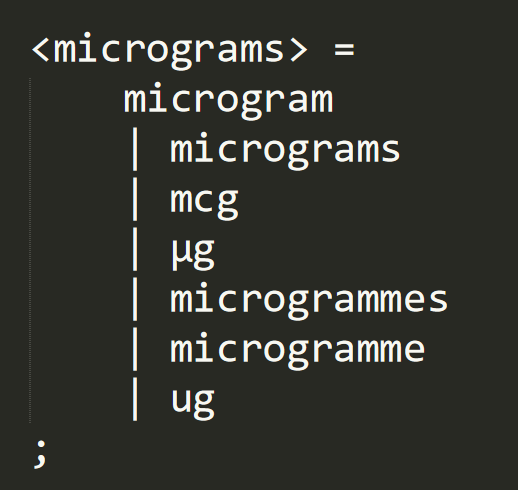 <micrograms> =
microgram
| micrograms
| mcg
| µg
| microgrammes
| microgramme
| ug
;